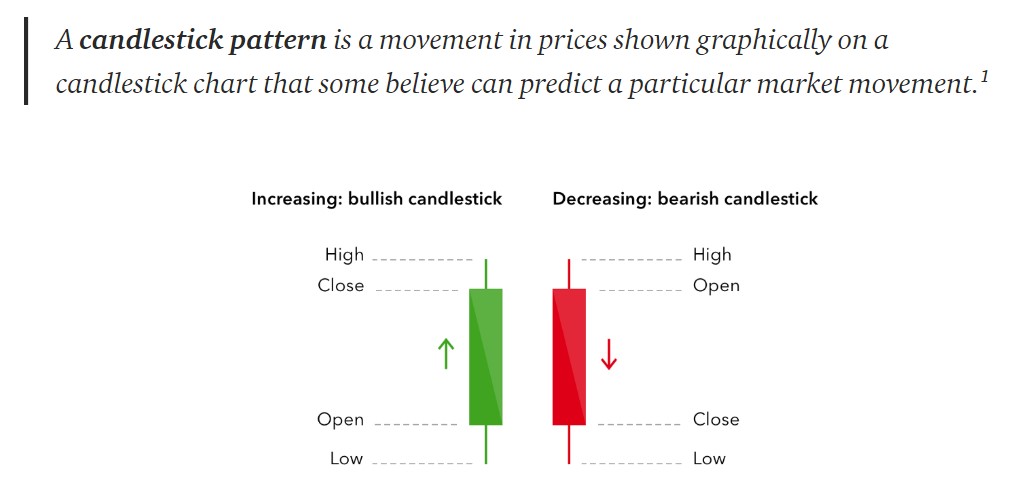 A candlestick pattern is a movement in prices shown graphically on a
candlestick chart that some believe can predict a particular market movement.¹
Increasing: bullish candlestick
Decreasing: bearish candlestick
High
Close
Open
Low
High
Open
Close
Low